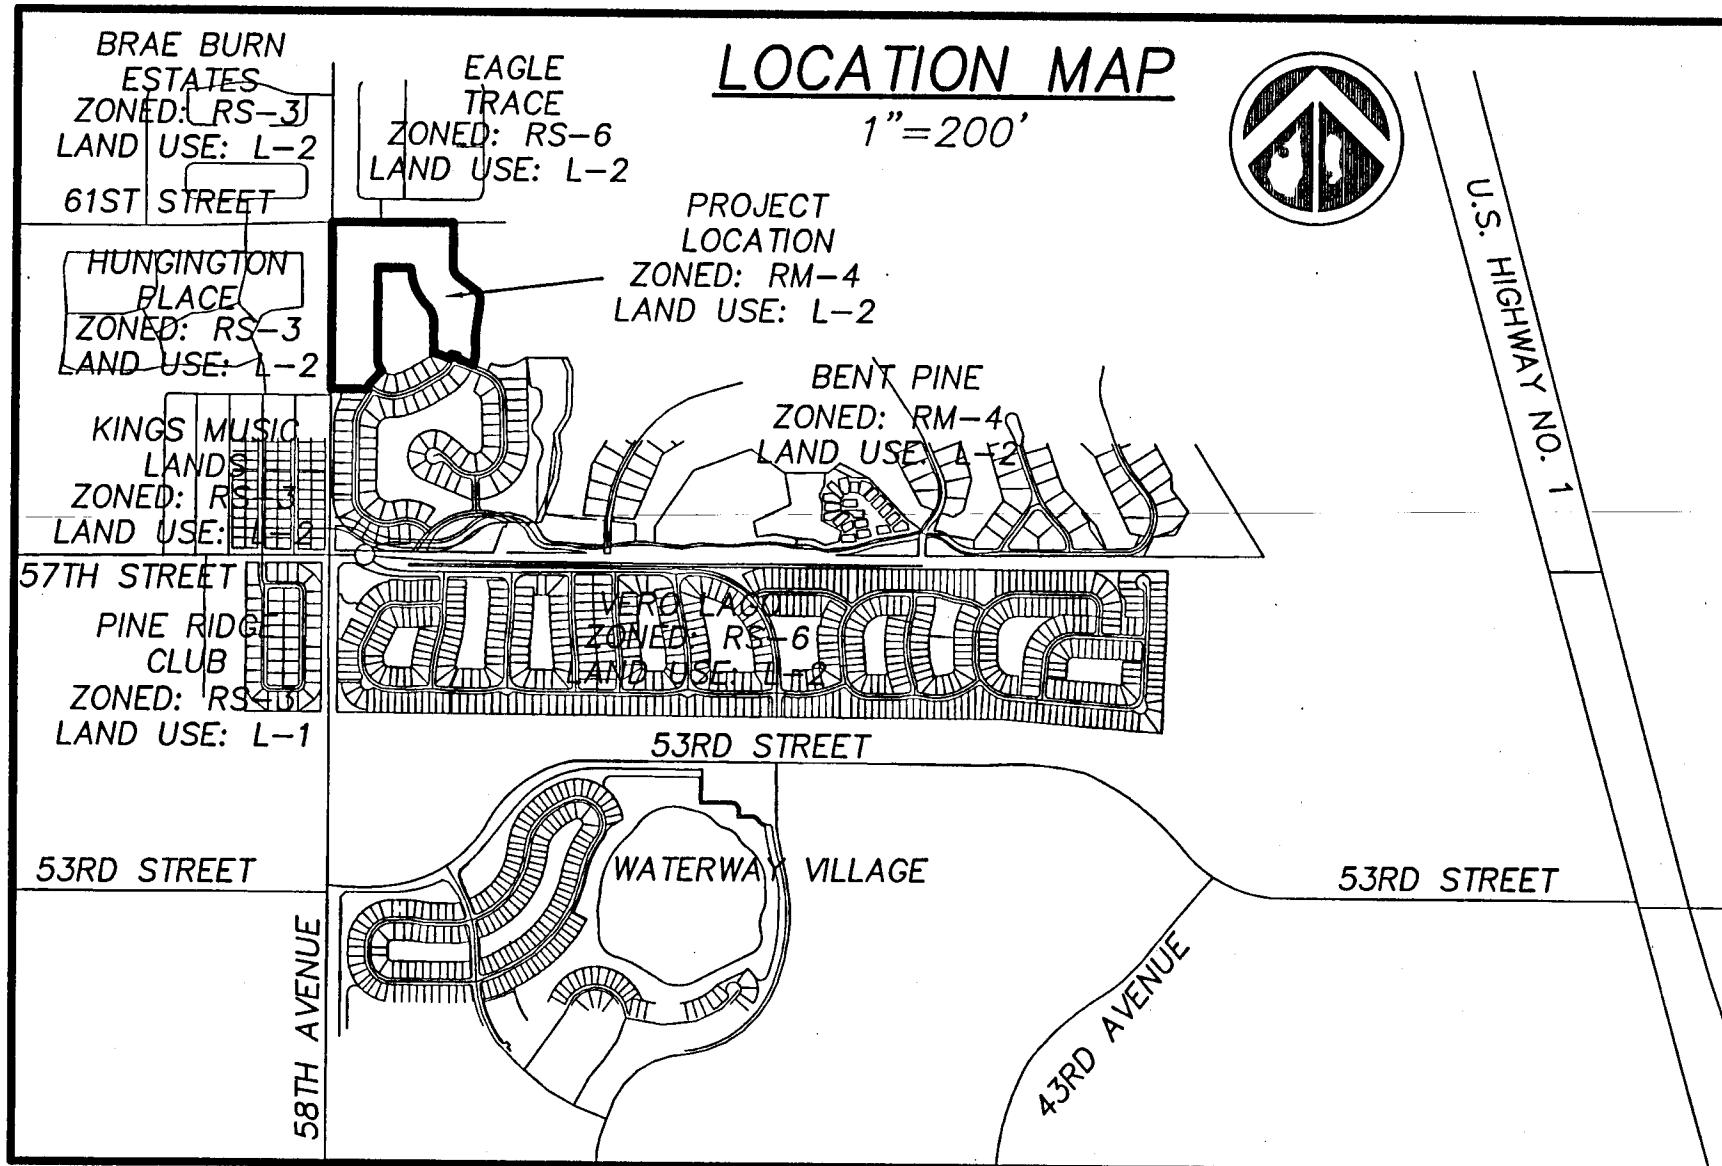 LOCATION MAP
1"=200'
BRAE BURN
ESTATES
ZONED: RS-3
LAND USE: L-2
EAGLE
TRACE
ZONED: RS-6
LAND USE: L-2
61ST STREET
PROJECT
LOCATION
ZONED: RM-4
LAND USE: L-2
HUNGINGTON
PLACE
ZONED: RS-3
LAND USE: L-2
U.S. HIGHWAY NO. 1
BENT PINE
ZONED: RM-4
LAND USE: L-2
KINGS MUSIC
LANDS
ZONED: RS-3
LAND USE: L-2
57TH STREET
PINE RIDGE
CLUB
ZONED: RS-3
LAND USE: L-1
VERO LAGO
ZONED: RS-6
LAND USE: L-2
53RD STREET
53RD STREET
WATERWAY VILLAGE
53RD STREET
58TH AVENUE
43RD AVENUE